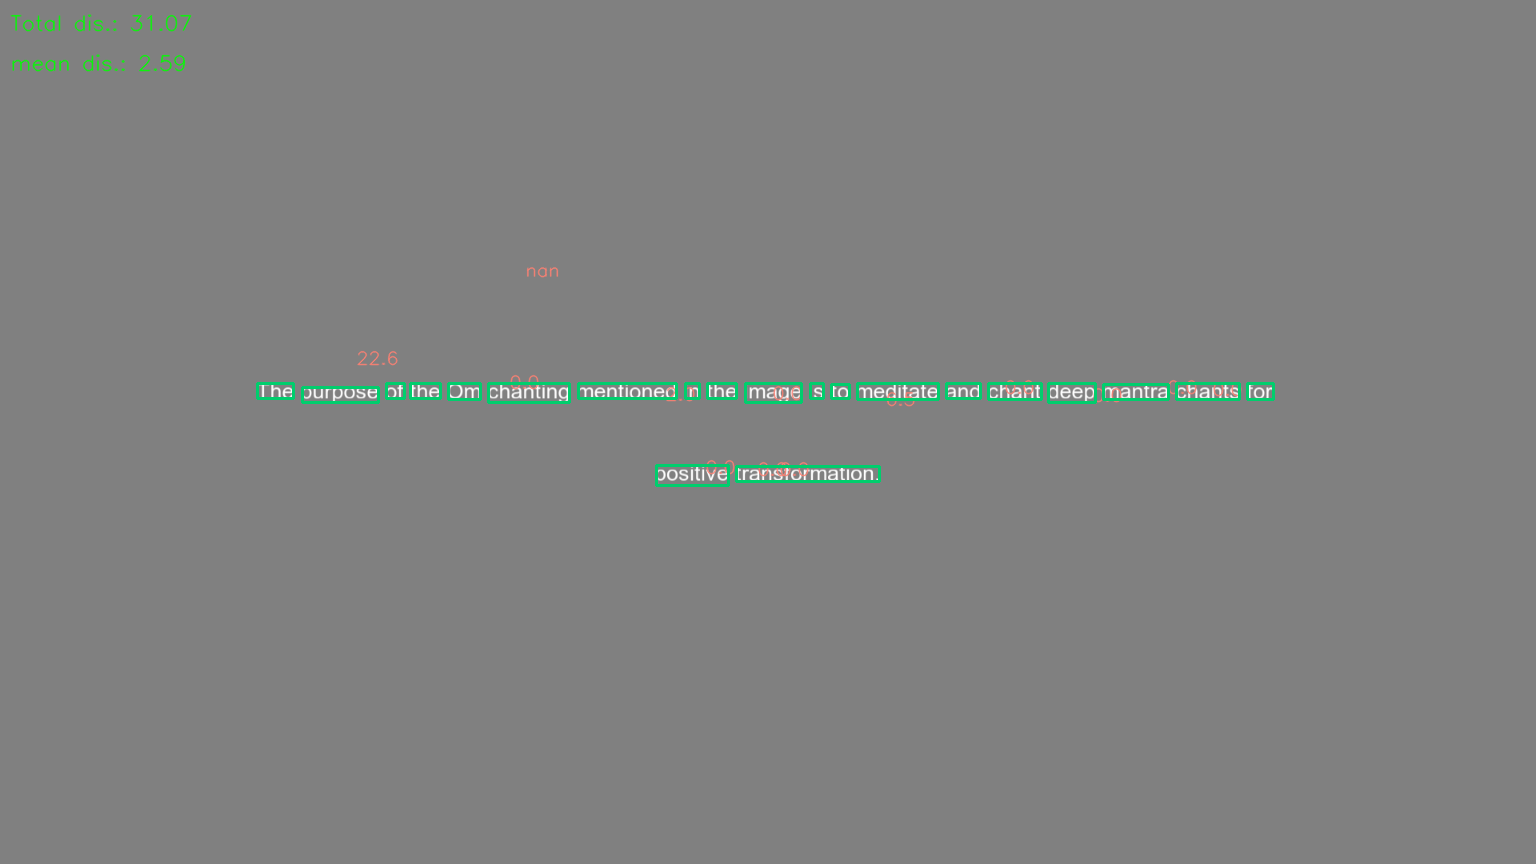 Total dis.: 31.07
mean dis.: 2.59
nan
22.6
The purpose of the Om chanting mentioned in the image is to meditate and chant deep mantra chants for
positive transformation.